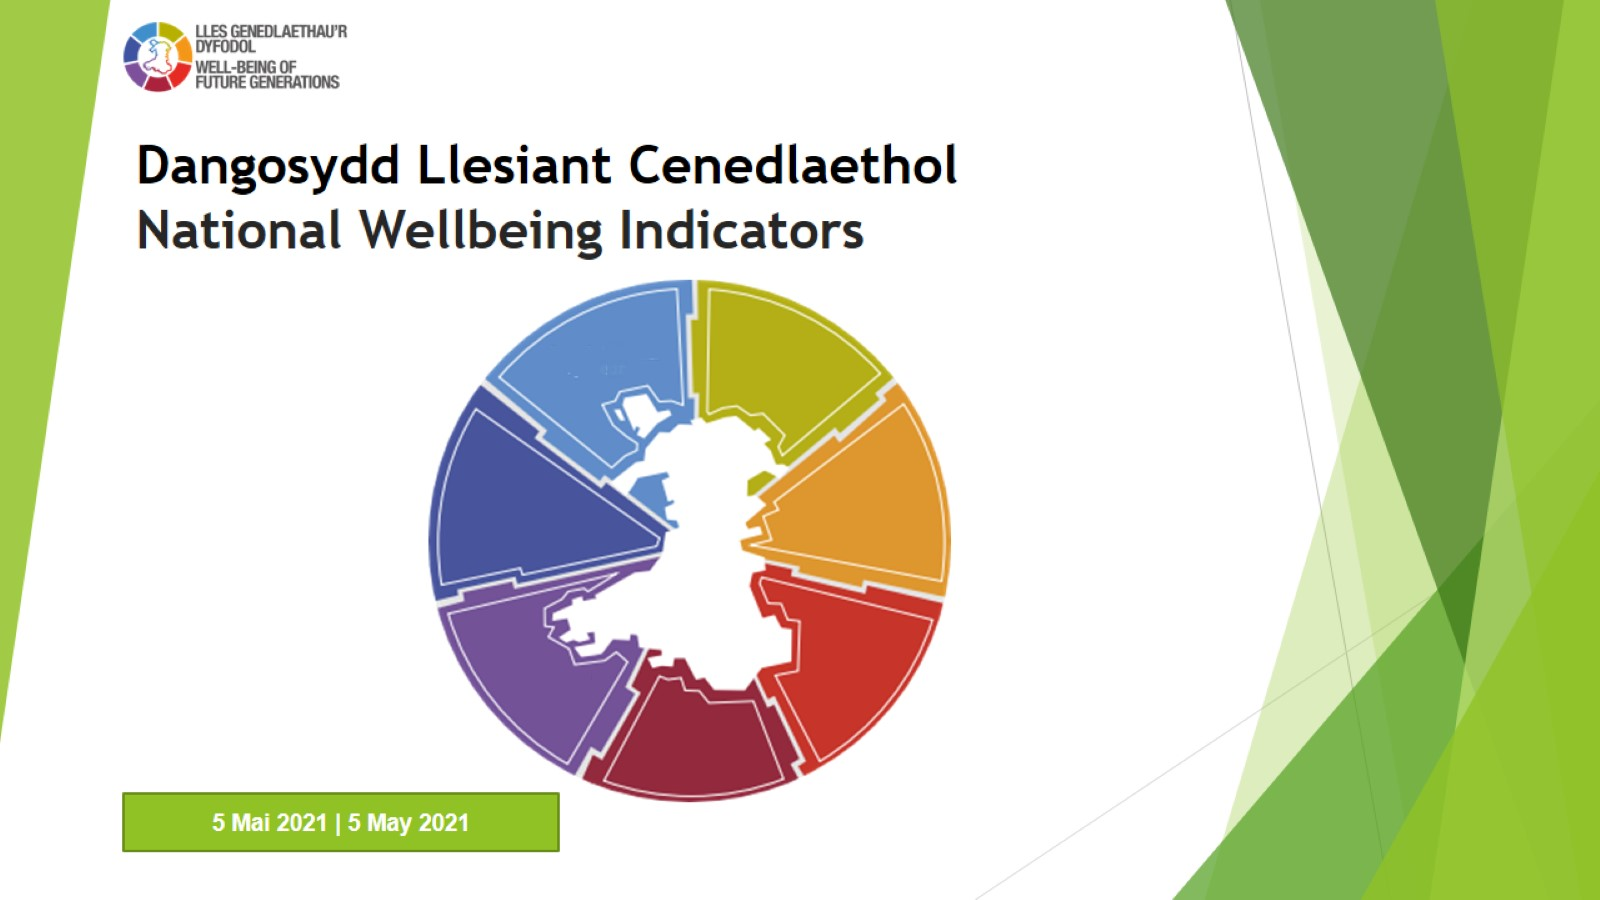 LLES GENEDLAETHAU'R
DYFODOL
WELL-BEING OF
FUTURE GENERATIONS
Dangosydd Llesiant Cenedlaethol
National Wellbeing Indicators
5 Mai 2021 | 5 May 2021